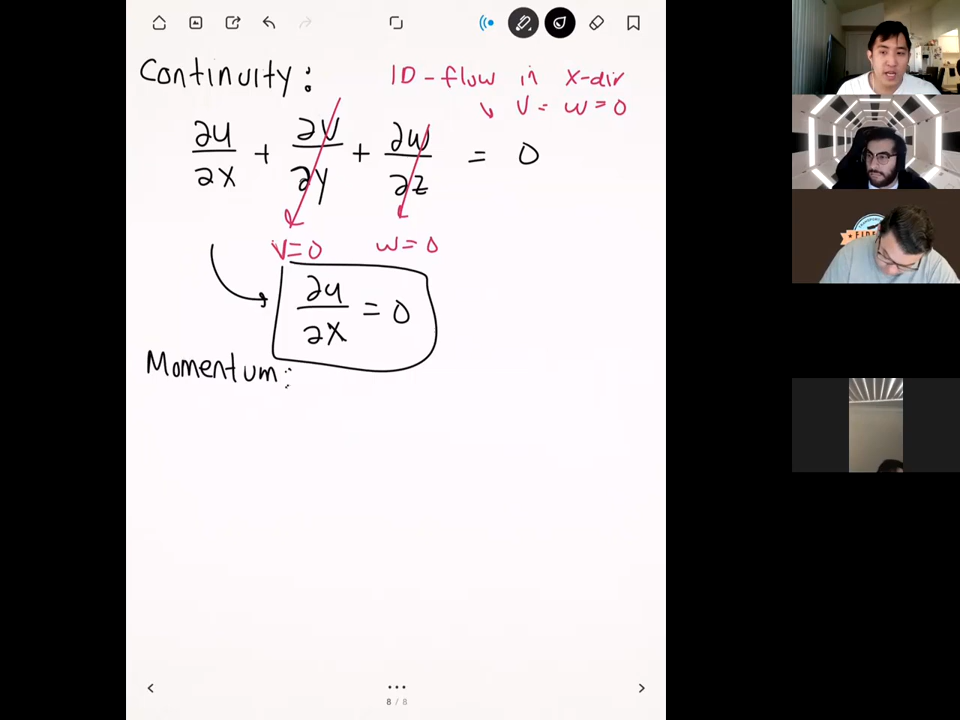 Continuity:
1D-flow in x-dir
↳ V = w = 0
∂u/∂x + ∂v/∂y + ∂w/∂z = 0
V=0 w=0
∂u/∂x = 0
Momentum:
8 / 8